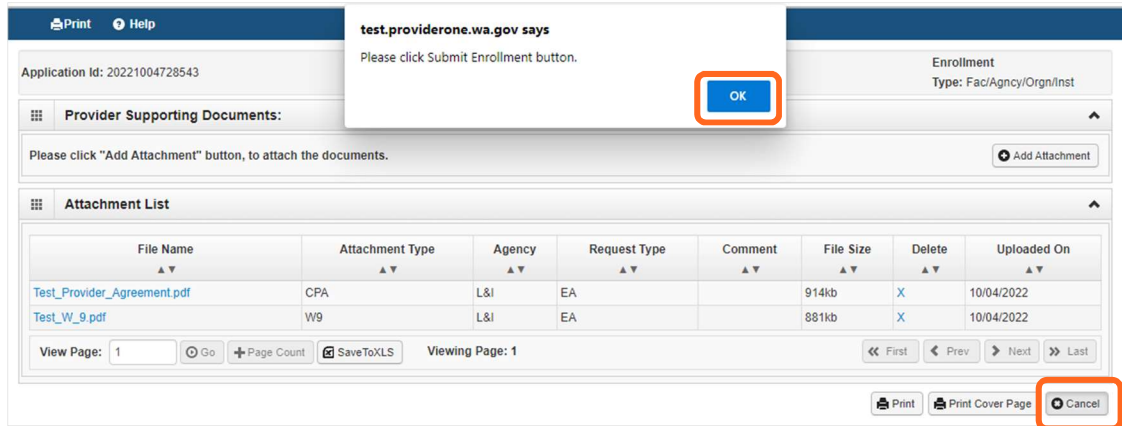 Print Help
test.providerone.wa.gov says
Please click Submit Enrollment button.
OK
Application Id: 20221004728543
Enrollment
Type: Fac/Agncy/Orgn/Inst
Provider Supporting Documents:
Please click "Add Attachment" button, to attach the documents.
Add Attachment
Attachment List
File Name Attachment Type Agency Request Type Comment File Size Delete Uploaded On
Test_Provider_Agreement.pdf CPA L&I EA 914kb X 10/04/2022
Test_W_9.pdf W9 L&I EA 881kb X 10/04/2022
View Page: 1 Go Page Count SaveToXLS Viewing Page: 1 First Prev Next Last
Print Print Cover Page Cancel